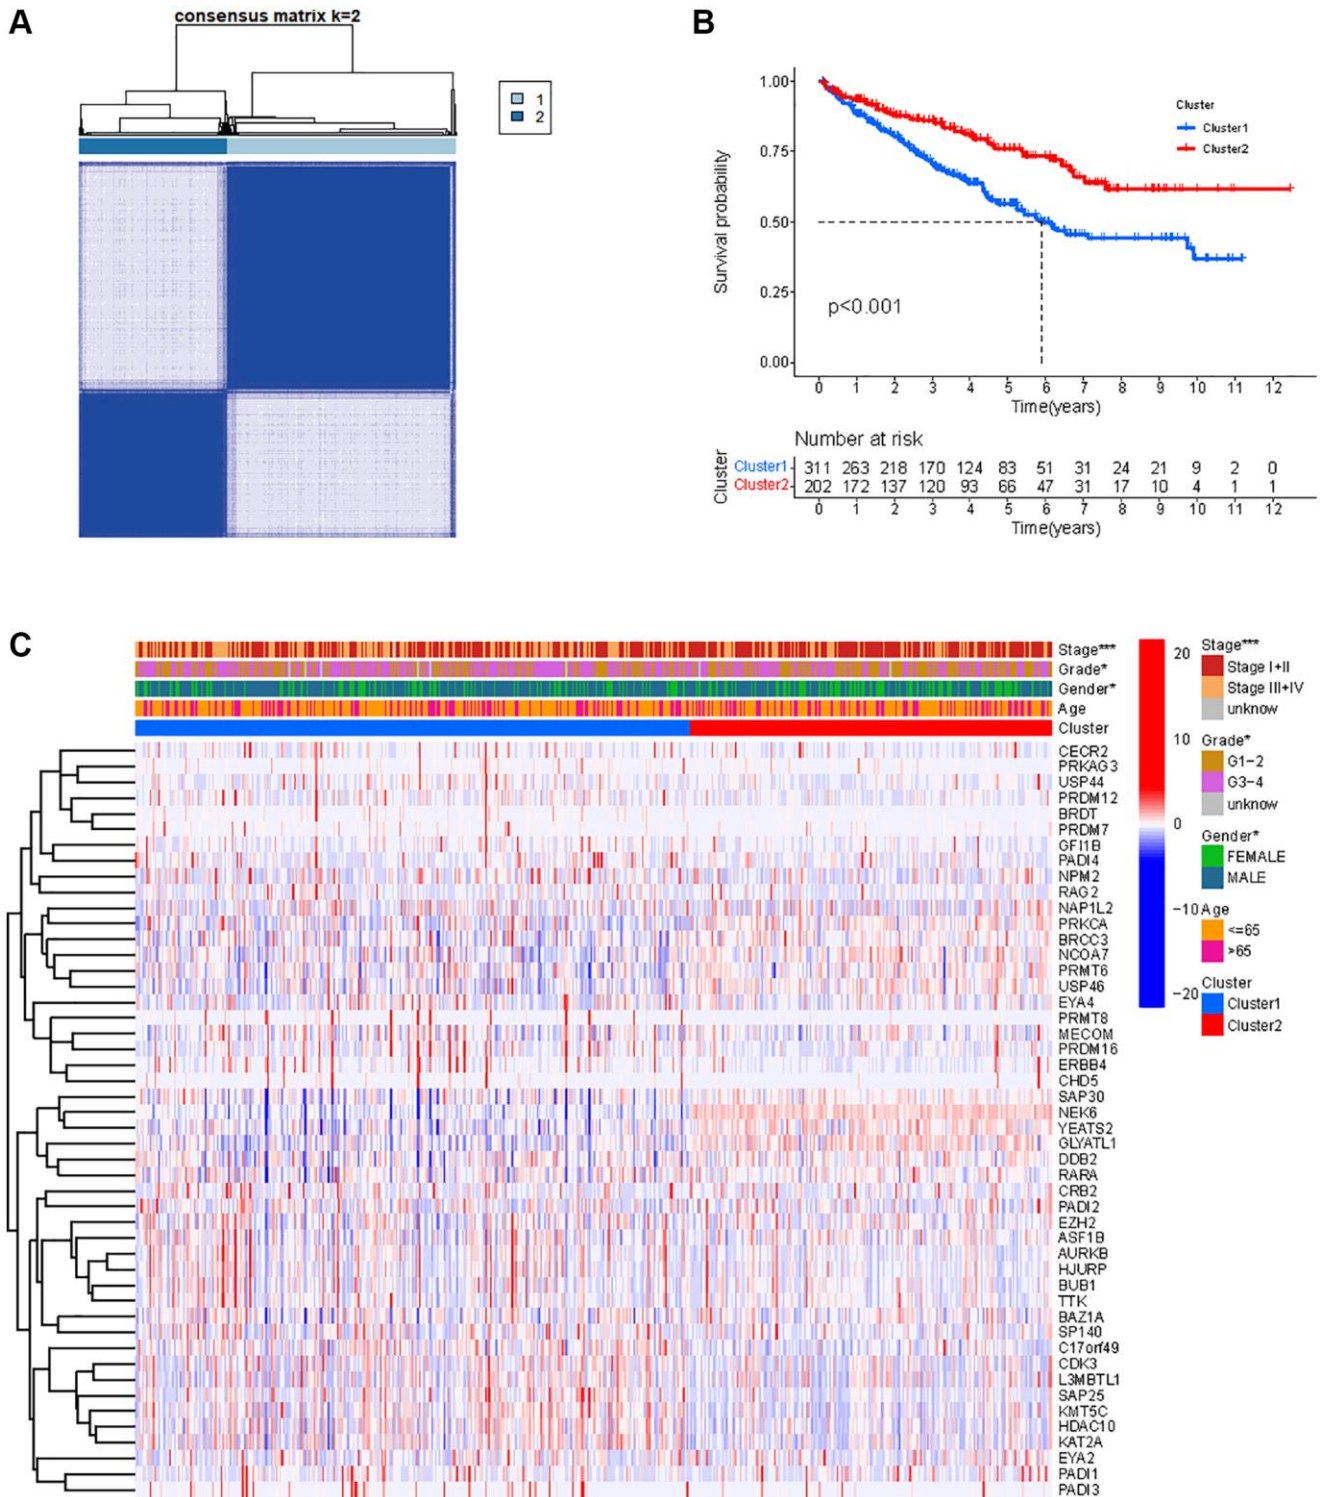 A
consensus matrix k=2
1
2
B
1.00
0.75
0.50
0.25
0.00
Survival probability
p<0.001
Cluster
Cluster1
Cluster2
0 1 2 3 4 5 6 7 8 9 10 11 12
Time(years)
Number at risk
Cluster
Cluster1 311 263 218 170 124 83 51 31 24 21 9 2 0
Cluster2 202 172 137 120 93 66 47 31 17 10 4 1 1
0 1 2 3 4 5 6 7 8 9 10 11 12
Time(years)
C
Stage***
Grade*
Gender*
Age
Cluster
CECR2
PRKAG3
USP44
PRDM12
BRDT
PRDM7
GFI1B
PADI4
NPM2
RAG2
NAP1L2
PRKCA
BRCC3
NCOA7
PRMT6
USP46
EYA4
PRMT8
MECOM
PRDM16
ERBB4
CHD5
SAP30
NEK6
YEATS2
GLYATL1
DDB2
RARA
CRB2
PADI2
EZH2
ASF1B
AURKB
HJURP
BUB1
TTK
BAZ1A
SP140
C17orf49
CDK3
L3MBTL1
SAP25
KMT5C
HDAC10
KAT2A
EYA2
PADI1
PADI3
20
10
0
−10
−20
Stage***
Stage I+II
Stage III+IV
unknow
Grade*
G1−2
G3−4
unknow
Gender*
FEMALE
MALE
Age
<=65
>65
Cluster
Cluster1
Cluster2